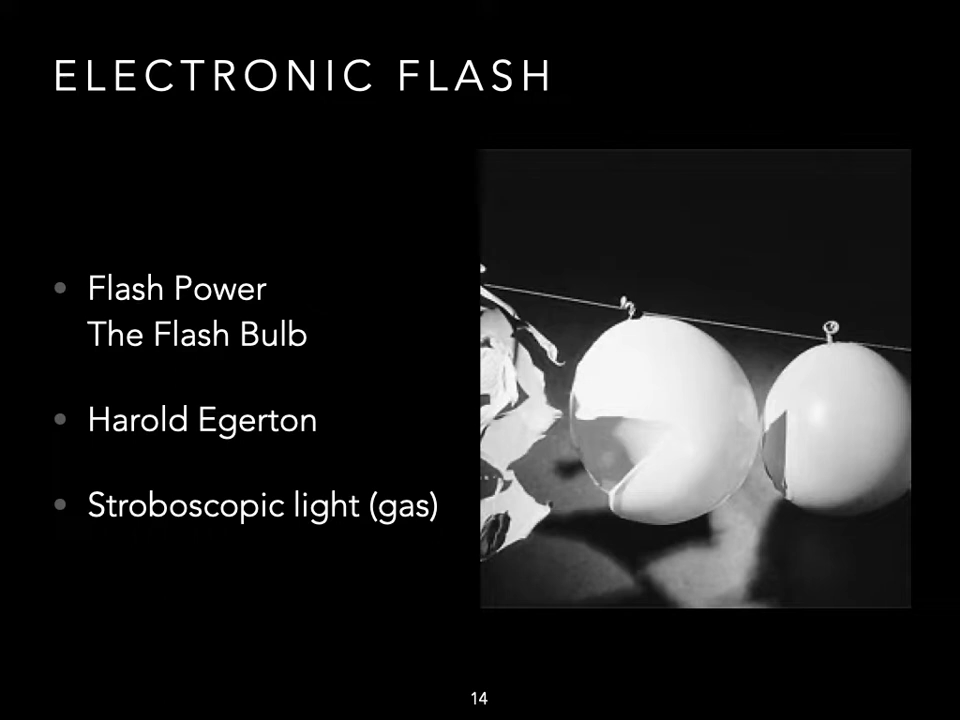 ELECTRONIC FLASH
• Flash Power
The Flash Bulb
• Harold Egerton
• Stroboscopic light (gas)
14